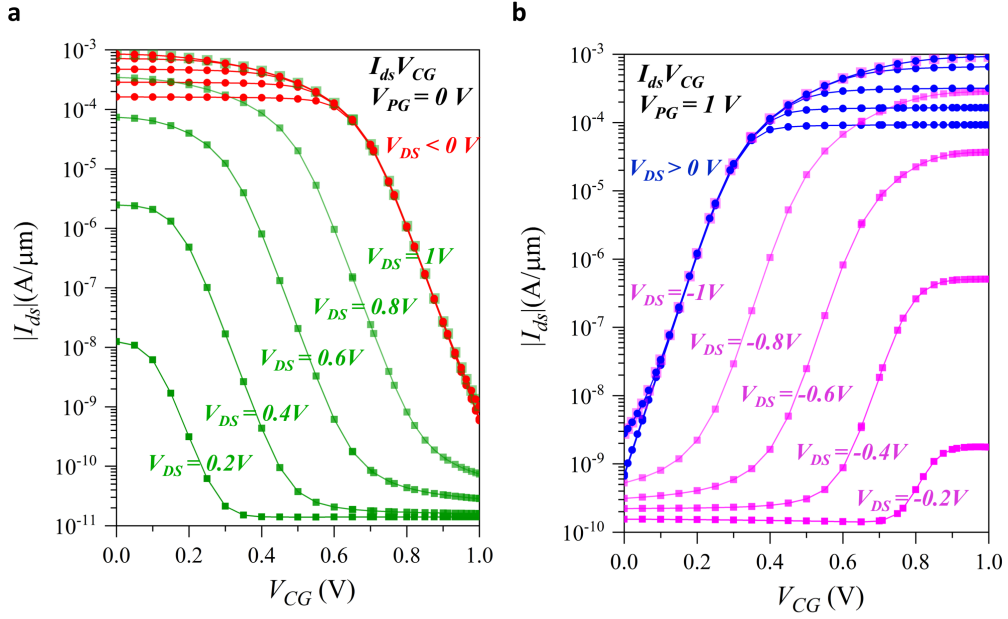 a
10⁻³
10⁻⁴
10⁻⁵
10⁻⁶
10⁻⁷
10⁻⁸
10⁻⁹
10⁻¹⁰
10⁻¹¹
|I_ds|(A/μm)
I_ds V_CG
V_PG = 0 V
V_DS < 0 V
V_DS = 1V
V_DS = 0.8V
V_DS = 0.6V
V_DS = 0.4V
V_DS = 0.2V
0.0 0.2 0.4 0.6 0.8 1.0
V_CG (V)
b
10⁻³
10⁻⁴
10⁻⁵
10⁻⁶
10⁻⁷
10⁻⁸
10⁻⁹
10⁻¹⁰
|I_ds|(A/μm)
I_ds V_CG
V_PG = 1 V
V_DS > 0 V
V_DS = -1V
V_DS = -0.8V
V_DS = -0.6V
V_DS = -0.4V
V_DS = -0.2V
0.0 0.2 0.4 0.6 0.8 1.0
V_CG (V)